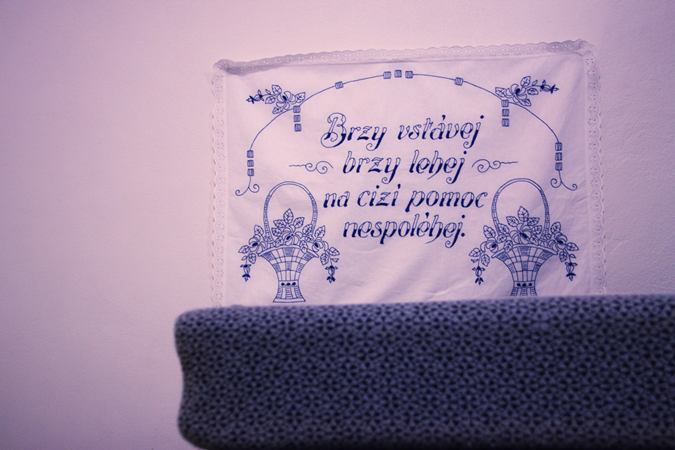 Brzy vstávej
brzy lehej
na cizí pomoc
nespoléhej.